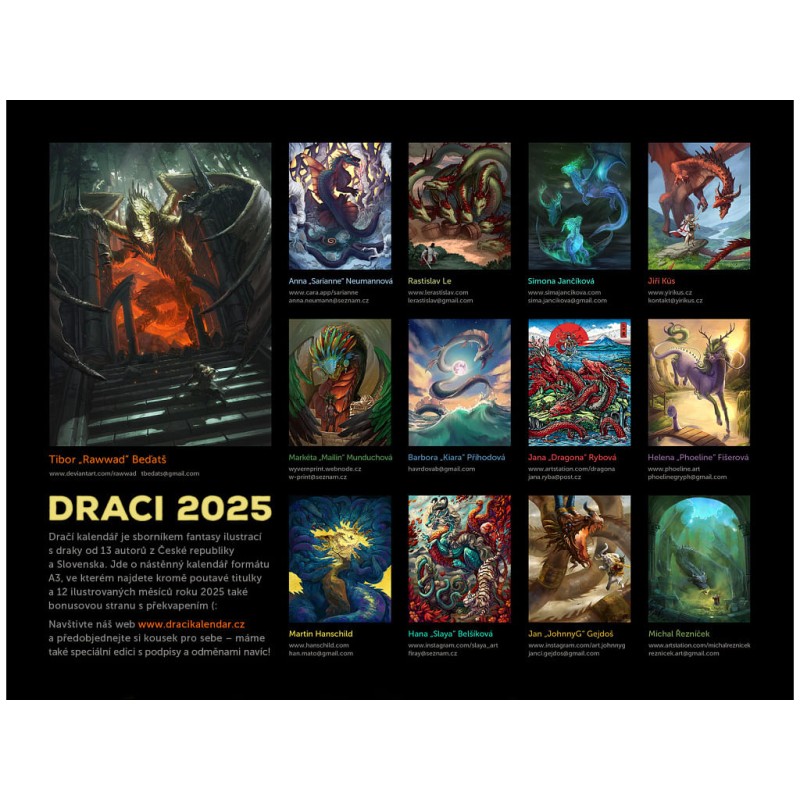 Tibor „Rawwad“ Beďatš
www.deviantart.com/rawwad tbedats@gmail.com
DRACI 2025
Dračí kalendář je sborníkem fantasy ilustrací
s draky od 13 autorů z České republiky
a Slovenska. Jde o nástěnný kalendář formátu
A3, ve kterém najdete kromě poutavé titulky
a 12 ilustrovaných měsíců roku 2025 také
bonusovou stranu s překvapením (:
Navštivte náš web www.dracikalendar.cz
a předobjednejte si kousek pro sebe – máme
také speciální edici s podpisy a odměnami navíc!
Anna „Sarianne“ Neumannová
www.cara.app/sarianne
anna.neumann@seznam.cz
Rastislav Le
www.lerastislav.com
lerastislav@gmail.com
Simona Jančíková
www.simajancikova.com
sima.jancikova@gmail.com
Jiří Kůs
www.yirikus.cz
kontakt@yirikus.cz
Markéta „Mailin“ Munduchová
wyvernprint.webnode.cz
w-print@seznam.cz
Barbora „Kiara“ Příhodová
havrdovab@gmail.com
Jana „Dragona“ Rybová
www.artstation.com/dragona
jana.ryba@post.cz
Helena „Phoeline“ Fišerová
www.phoeline.art
phoelinegryph@gmail.com
Martin Hanschild
www.hanschild.com
han.mato@gmail.com
Hana „Slaya“ Belšíková
www.instagram.com/slaya_art
flray@seznam.cz
Jan „JohnnyG“ Gejdoš
www.instagram.com/art.johnnyg
janci.gejdos@gmail.com
Michal Řezníček
www.artstation.com/michalreznicek
reznicek.art@gmail.com